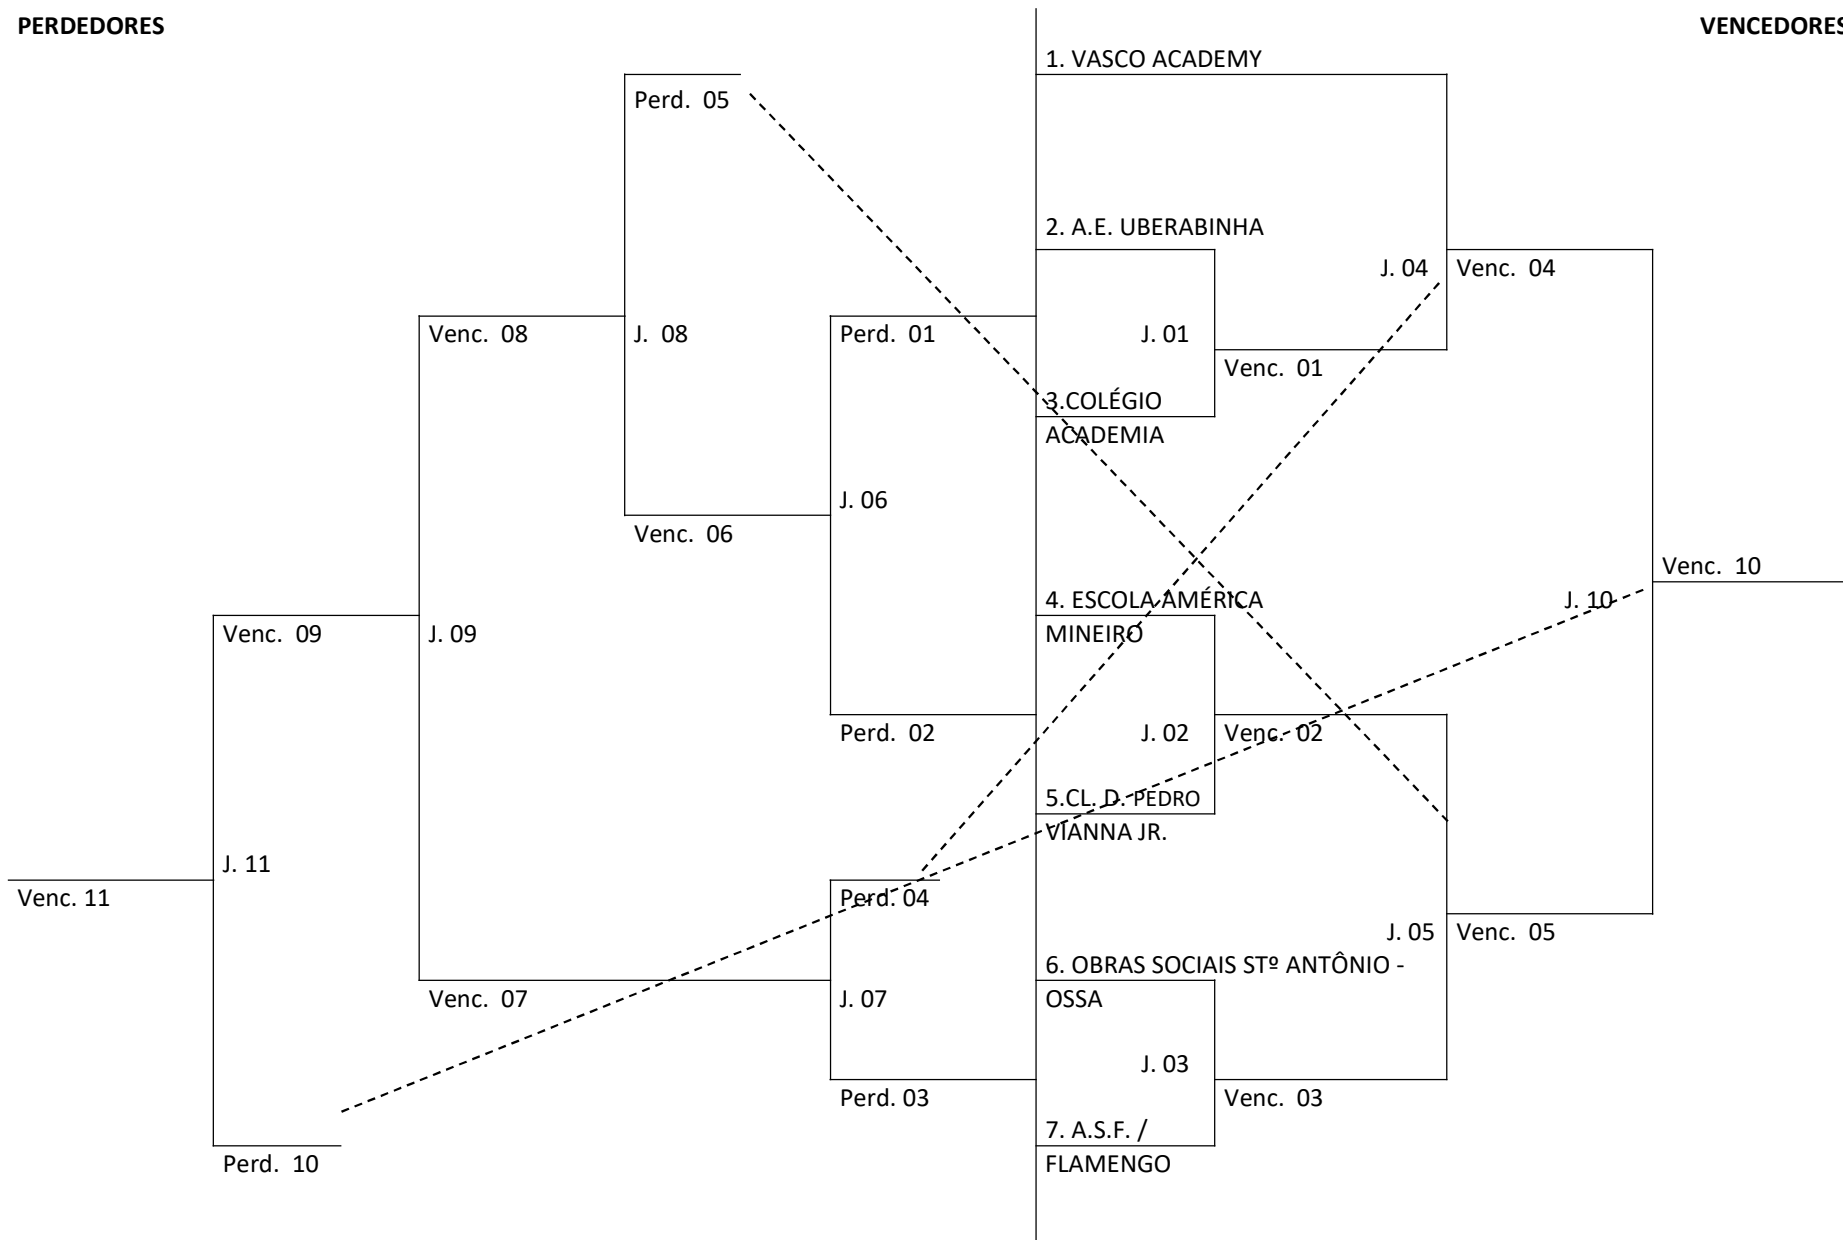 PERDEDORES
VENCEDORES
1. VASCO ACADEMY
Perd. 05
2. A.E. UBERABINHA
J. 04
Venc. 04
Venc. 08
J. 08
Perd. 01
J. 01
Venc. 01
3.COLÉGIO
ACADEMIA
J. 06
Venc. 06
Venc. 10
4. ESCOLA AMÉRICA
MINEIRO
J. 10
Venc. 09
J. 09
Perd. 02
J. 02
Venc. 02
5.CL. D. PEDRO
VIANNA JR.
J. 11
Venc. 11
Perd. 04
J. 05
Venc. 05
6. OBRAS SOCIAIS STº ANTÔNIO -
OSSA
Venc. 07
J. 07
J. 03
Perd. 03
Venc. 03
7. A.S.F. /
FLAMENGO
Perd. 10